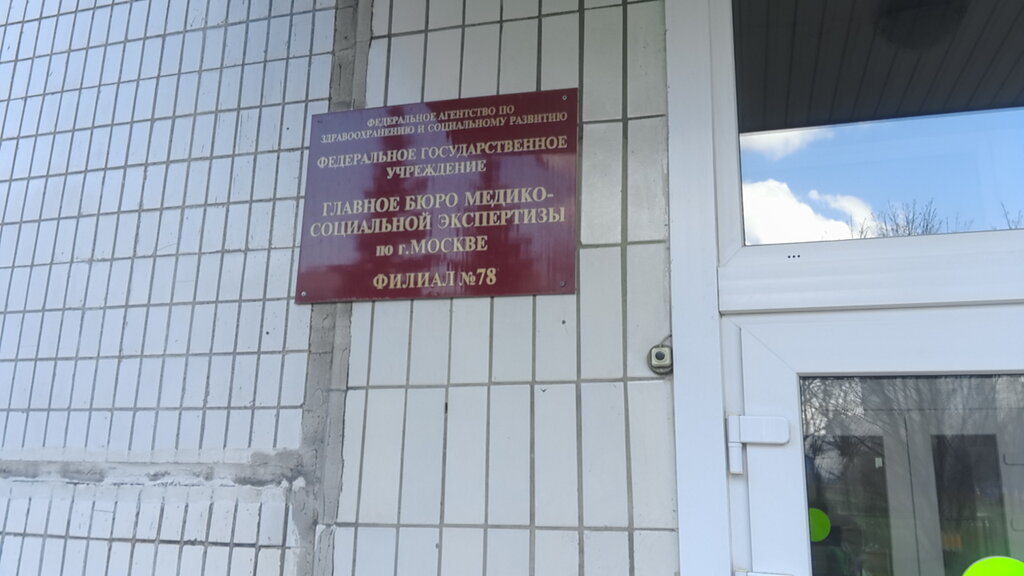 ФЕДЕРАЛЬНОЕ АГЕНТСТВО ПО
ЗДРАВООХРАНЕНИЮ И СОЦИАЛЬНОМУ РАЗВИТИЮ
ФЕДЕРАЛЬНОЕ ГОСУДАРСТВЕННОЕ
УЧРЕЖДЕНИЕ
ГЛАВНОЕ БЮРО МЕДИКО-
СОЦИАЛЬНОЙ ЭКСПЕРТИЗЫ
по г.МОСКВЕ
ФИЛИАЛ №78